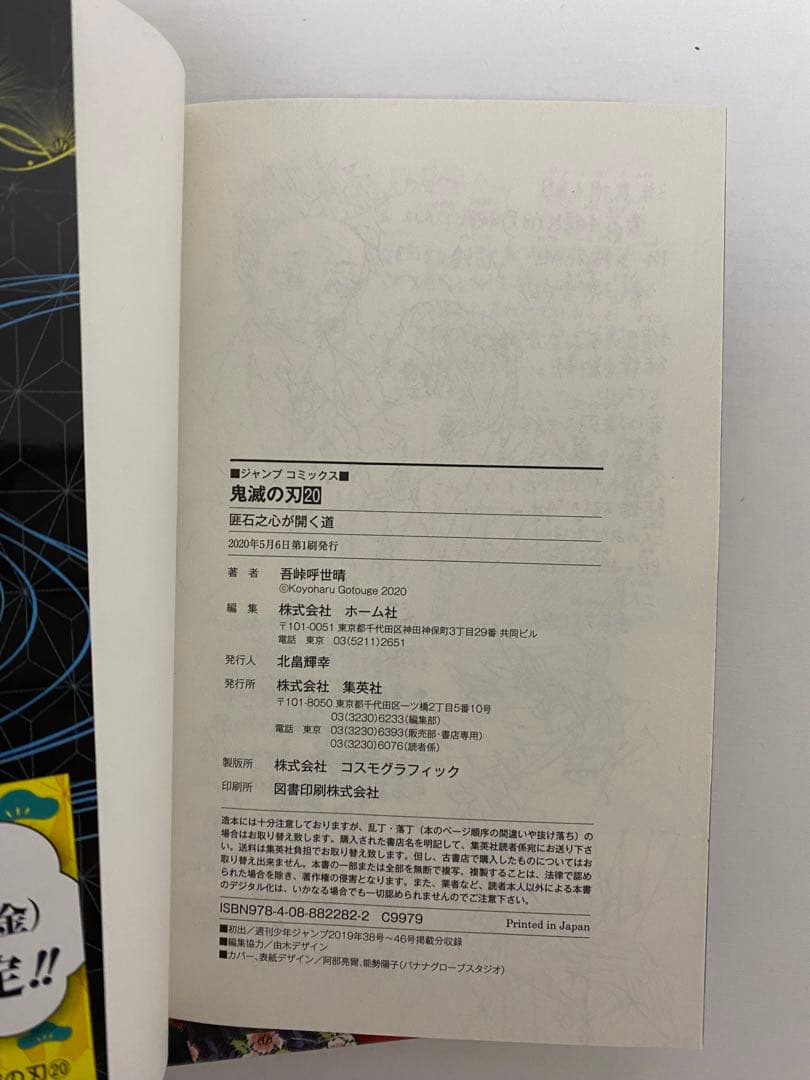 ■ジャンプ コミックス■
鬼滅の刃20
匪石之心が開く道
2020年5月6日第1刷発行
著 者 吾峠呼世晴
©Koyoharu Gotouge 2020
編 集 株式会社 ホーム社
〒101-0051 東京都千代田区神田神保町3丁目29番 共同ビル
電話 東京 03(5211)2651
発行人 北畠輝幸
発行所 株式会社 集英社
〒101-8050 東京都千代田区一ツ橋2丁目5番10号
03(3230)6233(編集部)
電話 東京 03(3230)6393(販売部・書店専用)
03(3230)6076(読者係)
製版所 株式会社 コスモグラフィック
印刷所 図書印刷株式会社
造本には十分注意しておりますが、乱丁・落丁(本のページ順序の間違いや抜け落ち)の
場合はお取り替え致します。購入された書店名を明記して、集英社読者係宛にお送り下さ
い。送料は集英社負担でお取り替え致します。但し、古書店で購入したものについてはお
取り替え出来ません。本書の一部または全部を無断で複写、複製することは、法律で認め
られた場合を除き、著作権の侵害となります。また、業者など、読者本人以外による本書
のデジタル化は、いかなる場合でも一切認められませんのでご注意下さい。
ISBN978-4-08-882282-2 C9979
Printed in Japan
■初出/週刊少年ジャンプ2019年38号〜46号掲載分収録
■編集協力/由木デザイン
■カバー、表紙デザイン/阿部亮爾、能勢陽子(バナナグローブスタジオ)
金)
!!
の刃⑳